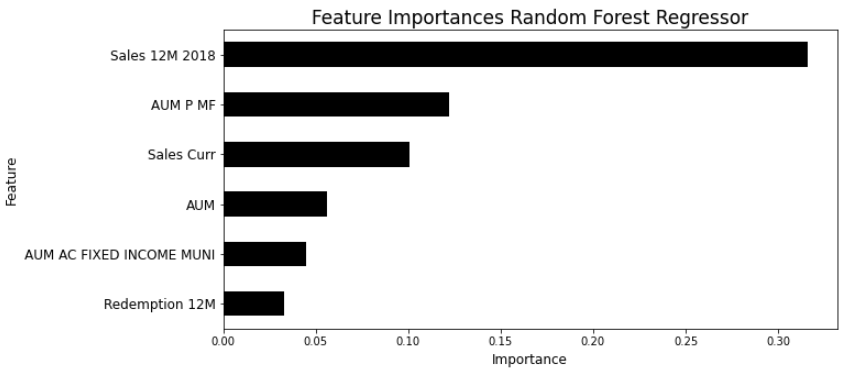 Feature Importances Random Forest Regressor
Sales 12M 2018
AUM P MF
Sales Curr
AUM
AUM AC FIXED INCOME MUNI
Redemption 12M
Feature
0.00 0.05 0.10 0.15 0.20 0.25 0.30
Importance